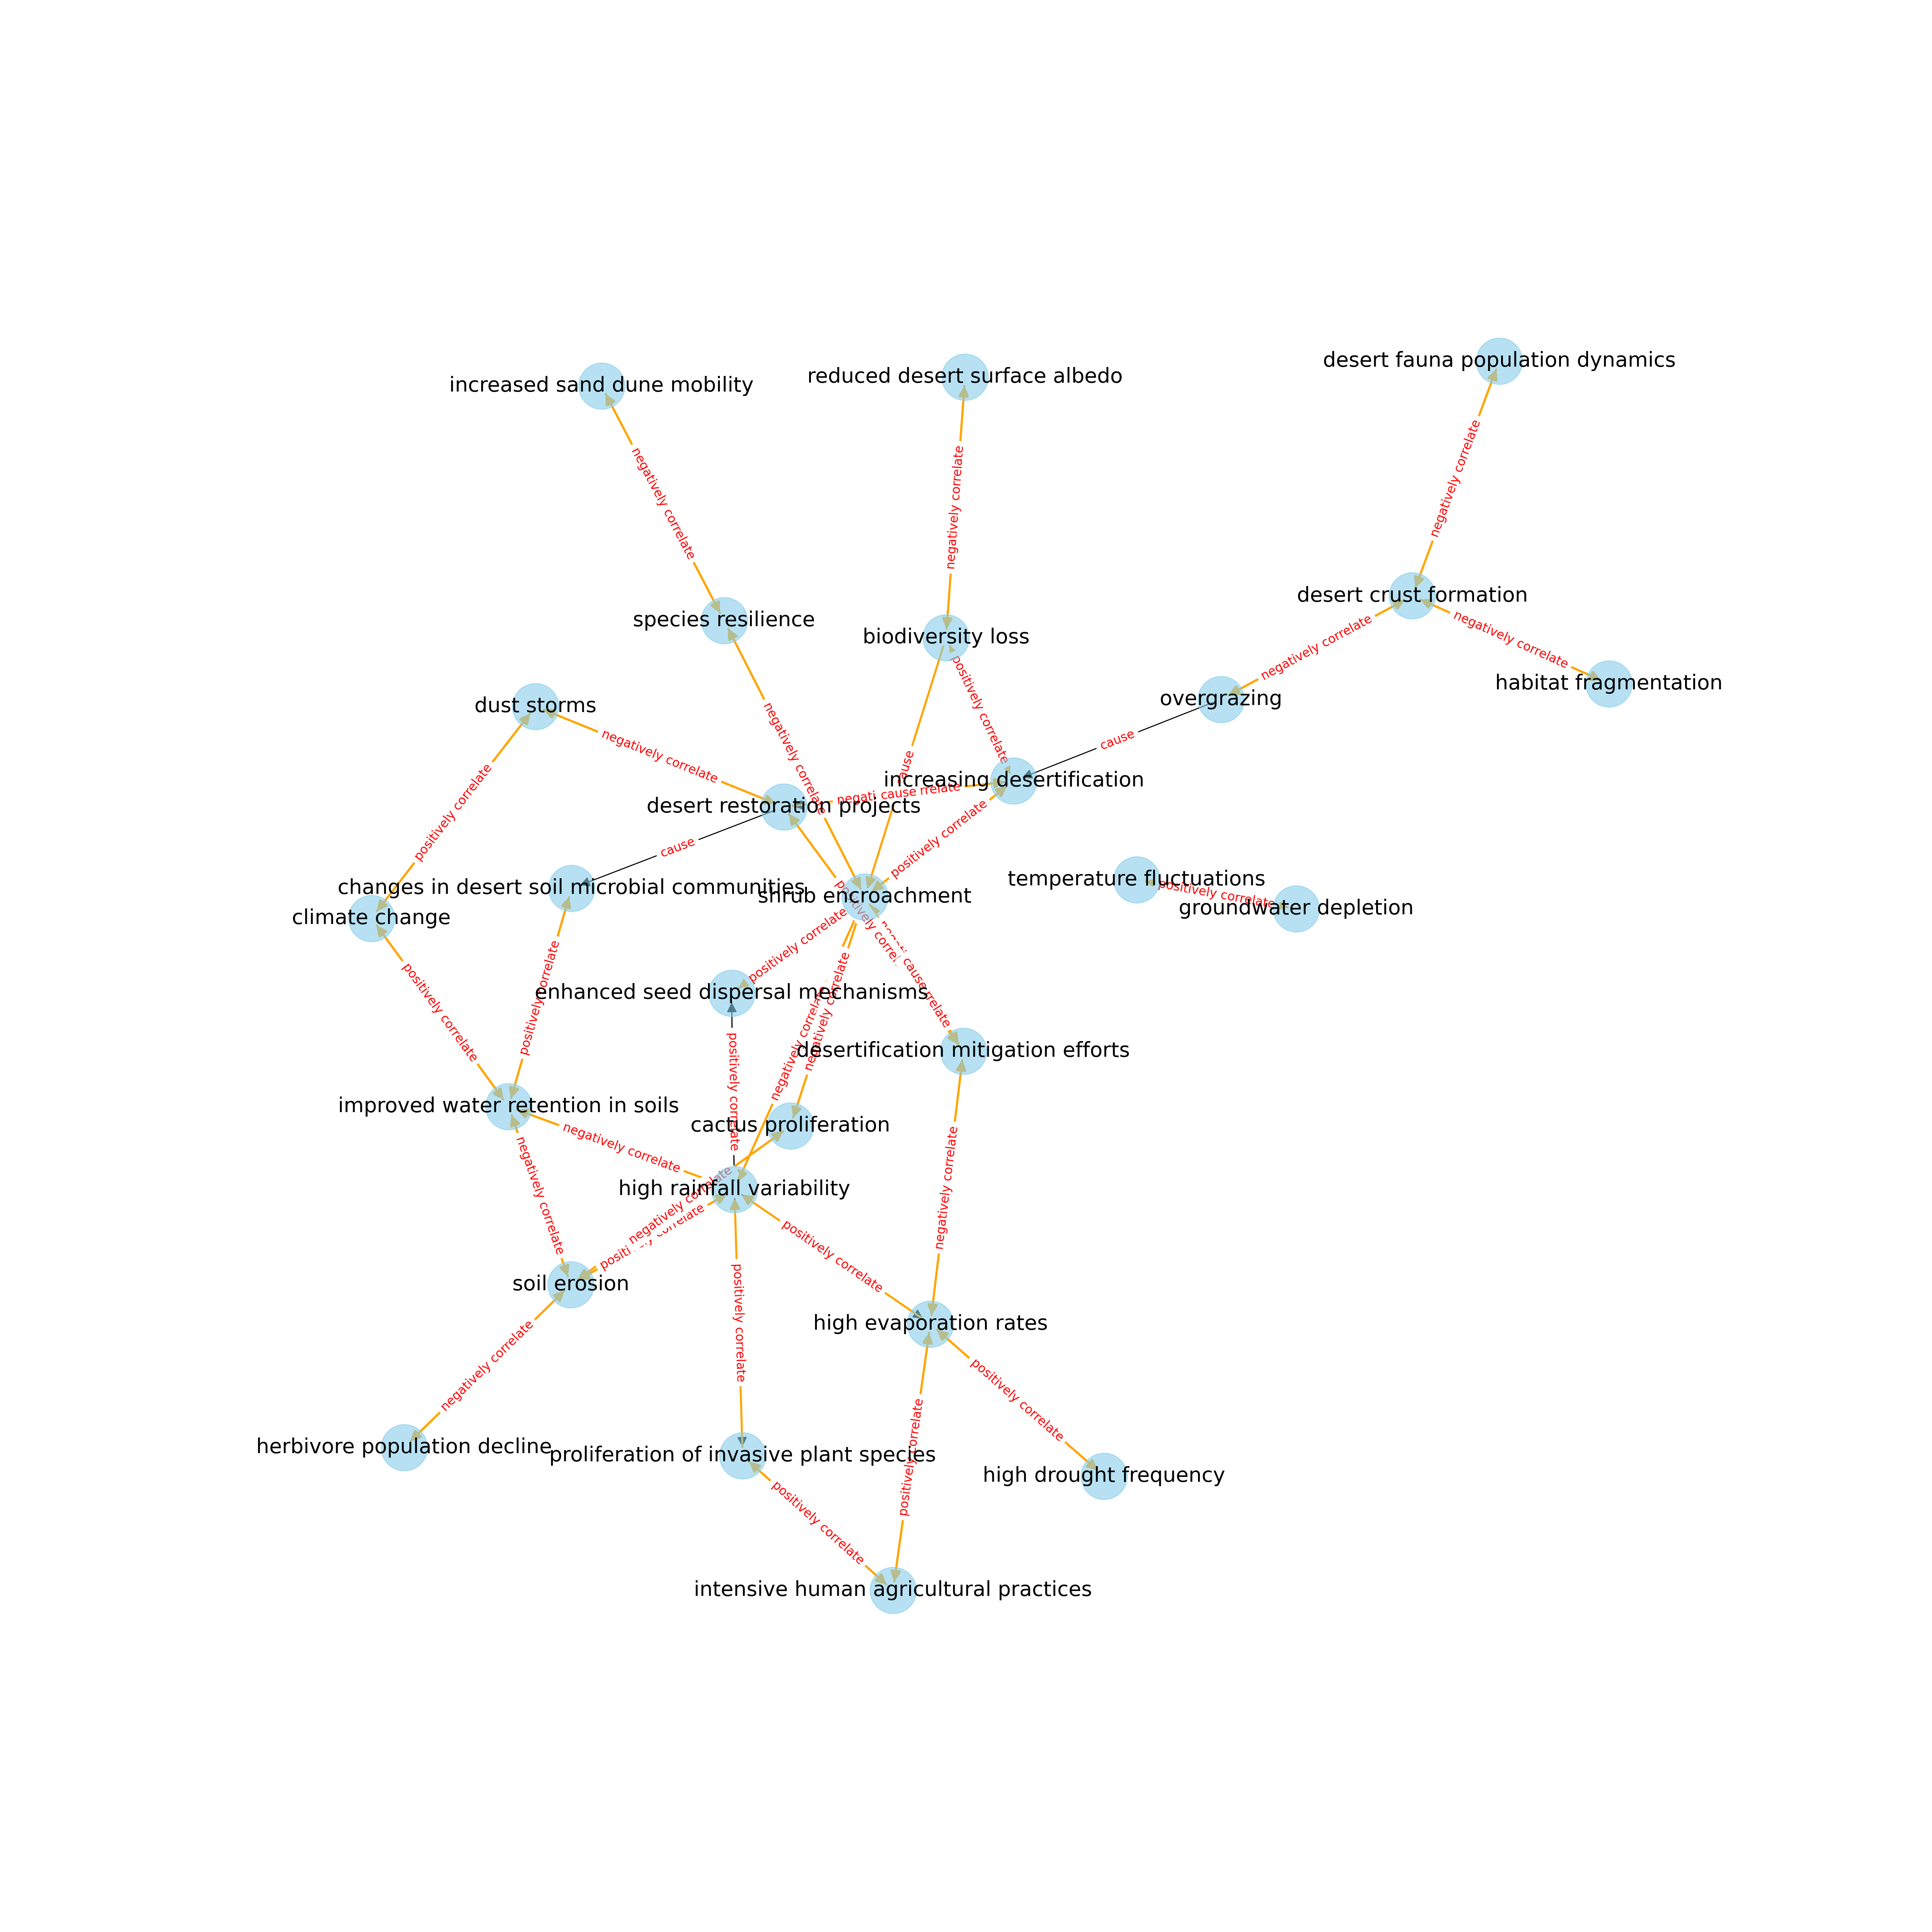 desert fauna population dynamics
reduced desert surface albedo
increased sand dune mobility
negatively correlate
negatively correlate
negatively correlate
desert crust formation
species resilience
biodiversity loss
negatively correlate
negatively correlate
habitat fragmentation
overgrazing
positively correlate
dust storms
negatively correlate
negatively correlate
cause
cause
increasing desertification
cause
desert restoration projects
positively correlate
positively correlate
cause
temperature fluctuations
positively correlate
changes in desert soil microbial communities
shrub encroachment
groundwater depletion
climate change
positively correlate
positively correlate
cause
enhanced seed dispersal mechanisms
positively correlate
positively correlate
negatively correlate
negatively correlate
desertification mitigation efforts
positively correlate
improved water retention in soils
cactus proliferation
negatively correlate
negatively correlate
negatively correlate
high rainfall variability
negatively correlate
positively correlate
soil erosion
positively correlate
high evaporation rates
positively correlate
negatively correlate
positively correlate
positively correlate
herbivore population decline
proliferation of invasive plant species
high drought frequency
positively correlate
intensive human agricultural practices